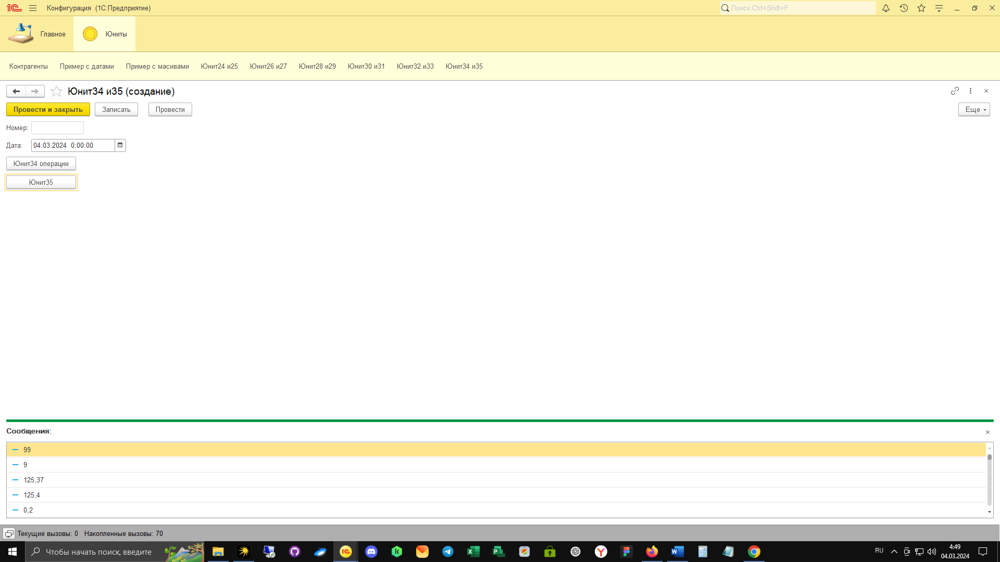 Конфигурация (1С:Предприятие)
Поиск Ctrl+Shift+F
Главное
Юниты
Контрагенты Пример с датами Пример с масивами Юнит24 и25 Юнит26 и27 Юнит28 и29 Юнит30 и31 Юнит32 и33 Юнит34 и35
Юнит34 и35 (создание)
Провести и закрыть Записать Провести Еще
Номер:
Дата: 04.03.2024 0:00:00
Юнит34 операции
Юнит35
Сообщения:
99
9
125,37
125,4
0,2
Текущие вызовы: 0 Накопленные вызовы: 70
Чтобы начать поиск, введите
RU
4:49
04.03.2024